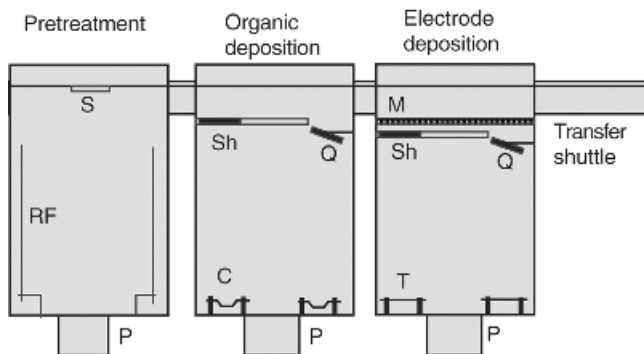 Pretreatment
Organic
deposition
Electrode
deposition
S
M
Sh
Q
Sh
Q
Transfer
shuttle
RF
C
T
P
P
P